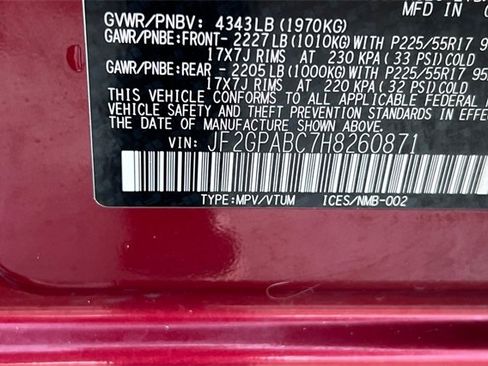 GVWR/PNBV: 4343LB(1970KG)
GAWR/PNBE:FRONT- 2227LB(1010KG)WITH P225/55R17
17X7J RIMS AT 230 KPA(33 PSI)COLD
GAWR/PNBE:REAR - 2205LB(1000KG)WITH P225/55R17 95
17X7J RIMS AT 220 KPA(32 PSI)COLD
THIS VEHICLE CONFORMS TO ALL APPLICABLE FEDERAL
VEHICLE SAFETY AND THEFT PREVENTION STANDARDS IN EFFE
THE DATE OF MANUFACTURE SHOWN ABOVE.
VIN: JF2GPABC7H8260871
TYPE:MPV/VTUM ICES/NMB-002